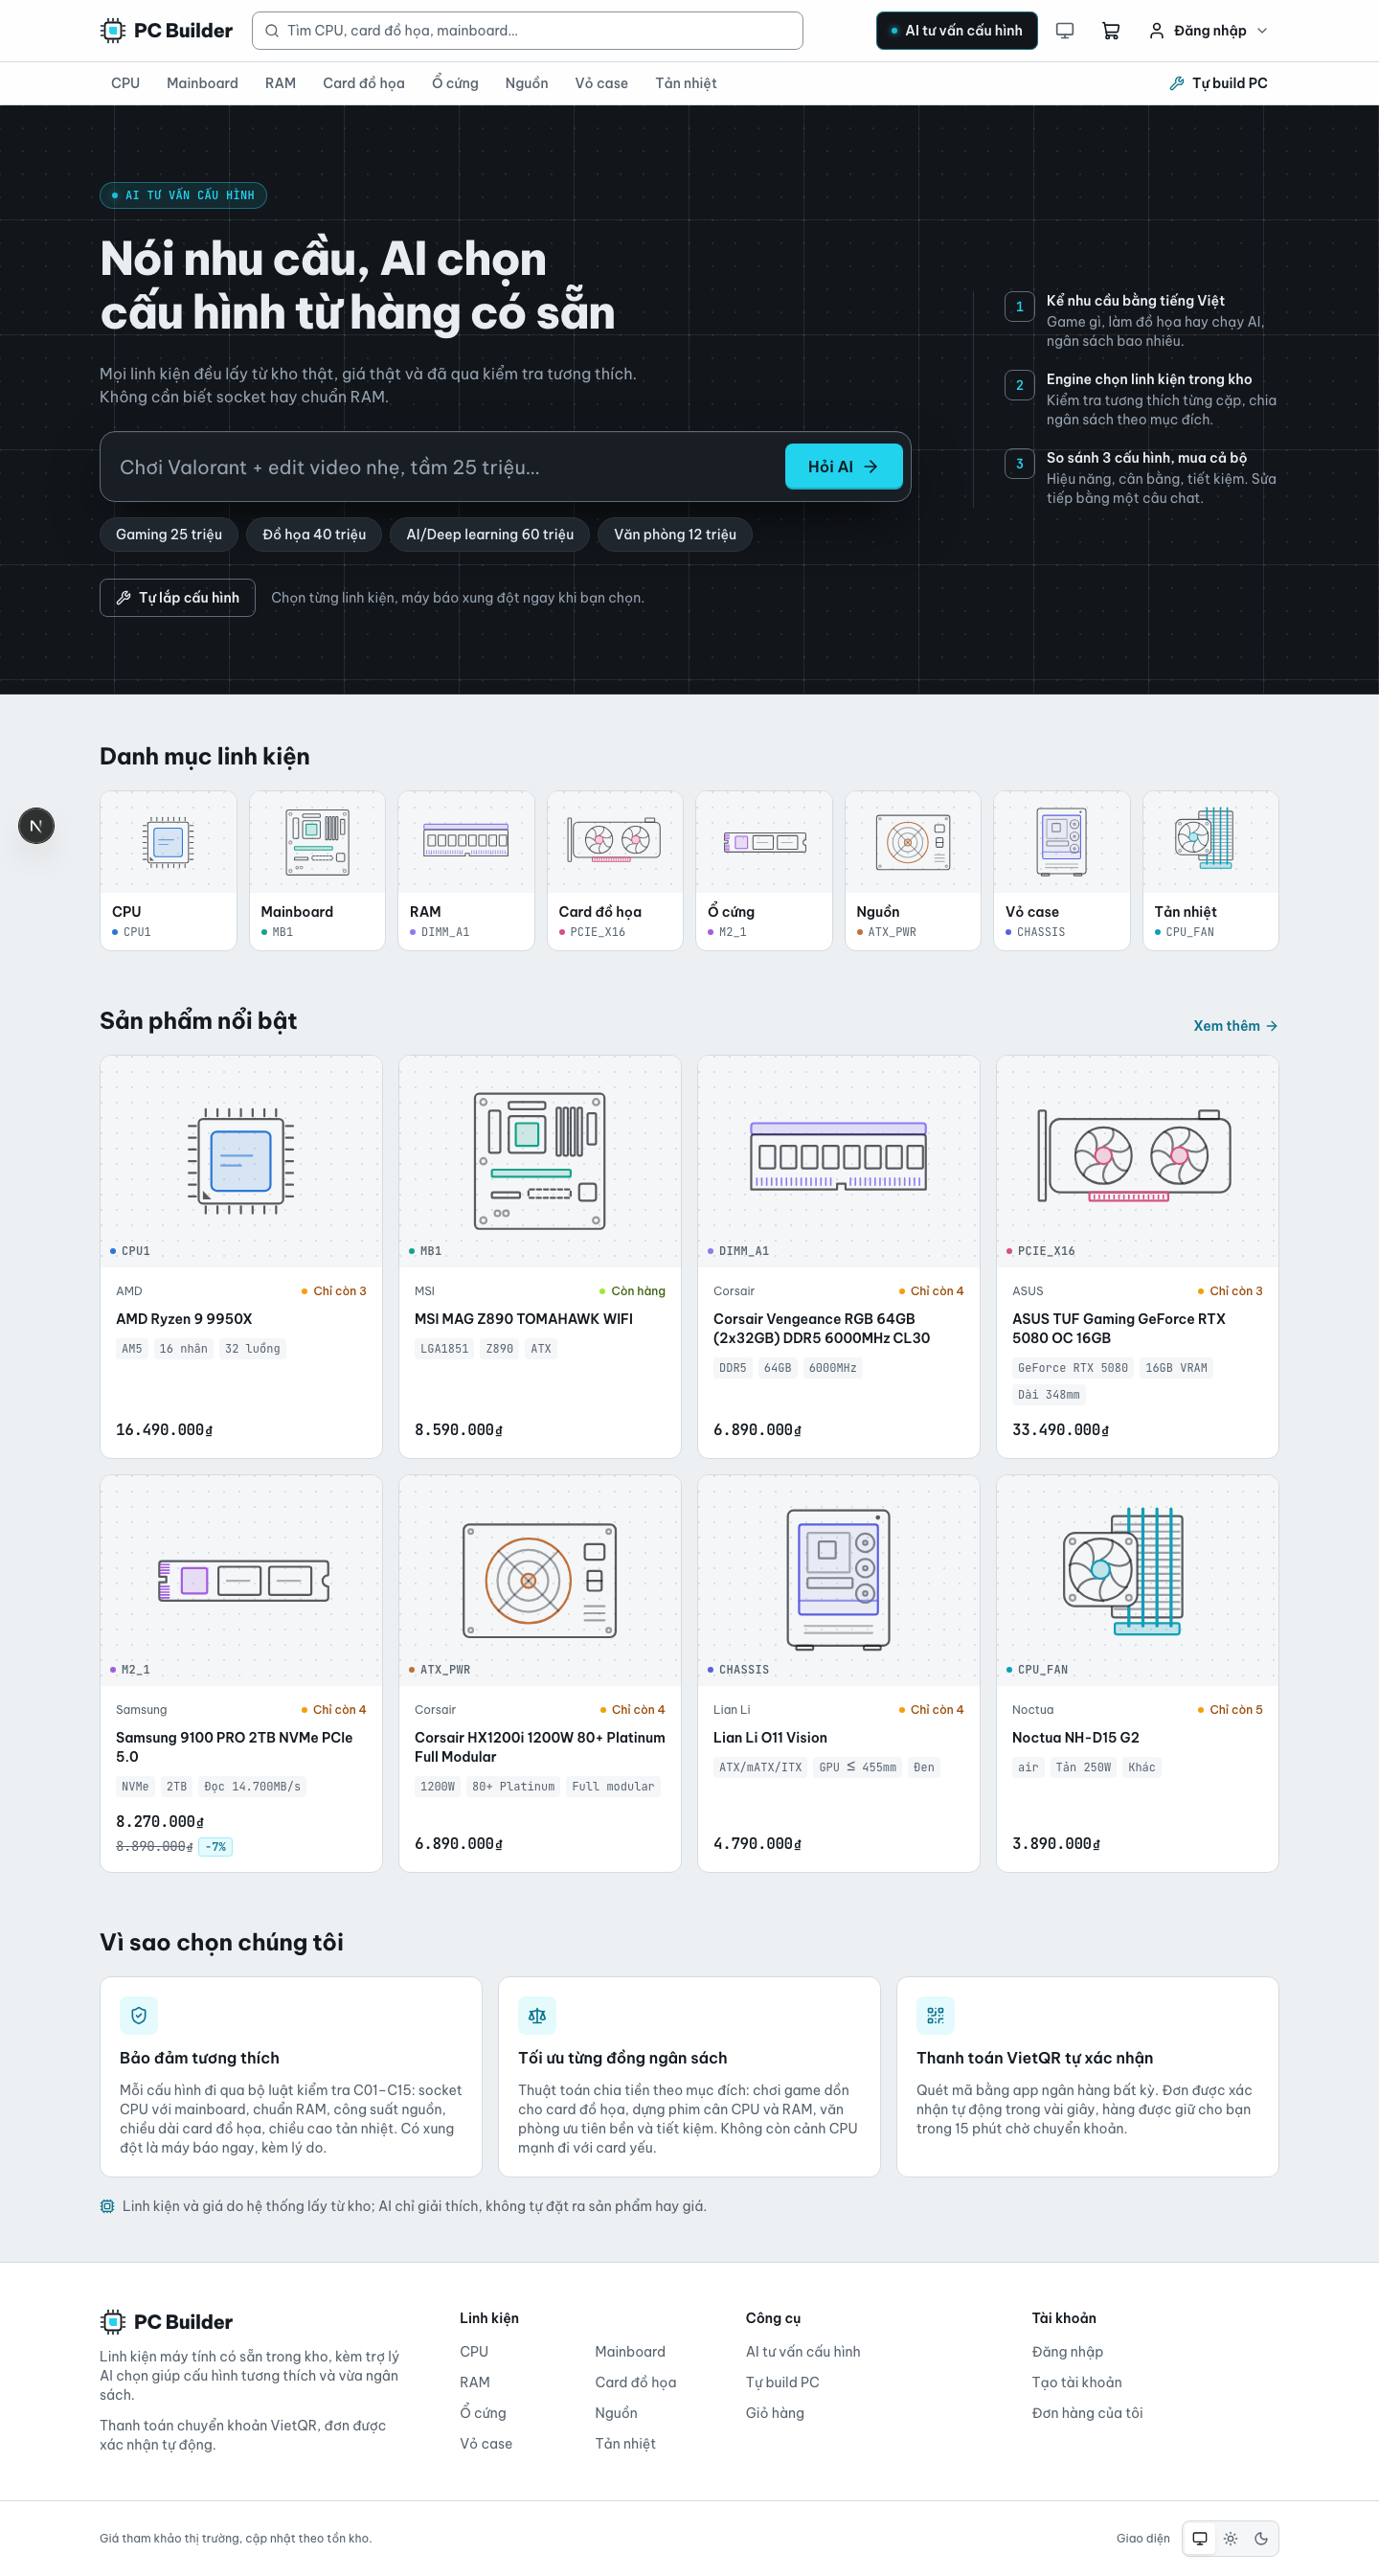 PC Builder
Tìm CPU, card đồ họa, mainboard...
AI tư vấn cấu hình
Đăng nhập
CPU Mainboard RAM Card đồ họa Ổ cứng Nguồn Vỏ case Tản nhiệt
Tự build PC
AI TƯ VẤN CẤU HÌNH
Nói nhu cầu, AI chọn
cấu hình từ hàng có sẵn
Mọi linh kiện đều lấy từ kho thật, giá thật và đã qua kiểm tra tương thích.
Không cần biết socket hay chuẩn RAM.
Chơi Valorant + edit video nhẹ, tầm 25 triệu...
Hỏi AI
Gaming 25 triệu
Đồ họa 40 triệu
AI/Deep learning 60 triệu
Văn phòng 12 triệu
Tự lắp cấu hình
Chọn từng linh kiện, máy báo xung đột ngay khi bạn chọn.
1
Kể nhu cầu bằng tiếng Việt
Game gì, làm đồ họa hay chạy AI,
ngân sách bao nhiêu.
2
Engine chọn linh kiện trong kho
Kiểm tra tương thích từng cặp, chia
ngân sách theo mục đích.
3
So sánh 3 cấu hình, mua cả bộ
Hiệu năng, cân bằng, tiết kiệm. Sửa
tiếp bằng một câu chat.
Danh mục linh kiện
N
CPU
CPU1
Mainboard
MB1
RAM
DIMM_A1
Card đồ họa
PCIE_X16
Ổ cứng
M2_1
Nguồn
ATX_PWR
Vỏ case
CHASSIS
Tản nhiệt
CPU_FAN
Sản phẩm nổi bật
Xem thêm
CPU1
AMD
Chỉ còn 3
AMD Ryzen 9 9950X
AM5 16 nhân 32 luồng
16.490.000₫
MB1
MSI
Còn hàng
MSI MAG Z890 TOMAHAWK WIFI
LGA1851 Z890 ATX
8.590.000₫
DIMM_A1
Corsair
Chỉ còn 4
Corsair Vengeance RGB 64GB
(2x32GB) DDR5 6000MHz CL30
DDR5 64GB 6000MHz
6.890.000₫
PCIE_X16
ASUS
Chỉ còn 3
ASUS TUF Gaming GeForce RTX
5080 OC 16GB
GeForce RTX 5080 16GB VRAM
Dài 348mm
33.490.000₫
M2_1
Samsung
Chỉ còn 4
Samsung 9100 PRO 2TB NVMe PCIe
5.0
NVMe 2TB Đọc 14.700MB/s
8.270.000₫
8.890.000₫ -7%
ATX_PWR
Corsair
Chỉ còn 4
Corsair HX1200i 1200W 80+ Platinum
Full Modular
1200W 80+ Platinum Full modular
6.890.000₫
CHASSIS
Lian Li
Chỉ còn 4
Lian Li O11 Vision
ATX/mATX/ITX GPU ≤ 455mm Đen
4.790.000₫
CPU_FAN
Noctua
Chỉ còn 5
Noctua NH-D15 G2
air Tản 250W Khác
3.890.000₫
Vì sao chọn chúng tôi
Bảo đảm tương thích
Mỗi cấu hình đi qua bộ luật kiểm tra C01–C15: socket
CPU với mainboard, chuẩn RAM, công suất nguồn,
chiều dài card đồ họa, chiều cao tản nhiệt. Có xung
đột là máy báo ngay, kèm lý do.
Tối ưu từng đồng ngân sách
Thuật toán chia tiền theo mục đích: chơi game dồn
cho card đồ họa, dựng phim cân CPU và RAM, văn
phòng ưu tiên bền và tiết kiệm. Không còn cảnh CPU
mạnh đi với card yếu.
Thanh toán VietQR tự xác nhận
Quét mã bằng app ngân hàng bất kỳ. Đơn được xác
nhận tự động trong vài giây, hàng được giữ cho bạn
trong 15 phút chờ chuyển khoản.
Linh kiện và giá do hệ thống lấy từ kho; AI chỉ giải thích, không tự đặt ra sản phẩm hay giá.
PC Builder
Linh kiện máy tính có sẵn trong kho, kèm trợ lý
AI chọn giúp cấu hình tương thích và vừa ngân
sách.
Thanh toán chuyển khoản VietQR, đơn được
xác nhận tự động.
Linh kiện
CPU Mainboard
RAM Card đồ họa
Ổ cứng Nguồn
Vỏ case Tản nhiệt
Công cụ
AI tư vấn cấu hình
Tự build PC
Giỏ hàng
Tài khoản
Đăng nhập
Tạo tài khoản
Đơn hàng của tôi
Giá tham khảo thị trường, cập nhật theo tồn kho.
Giao diện